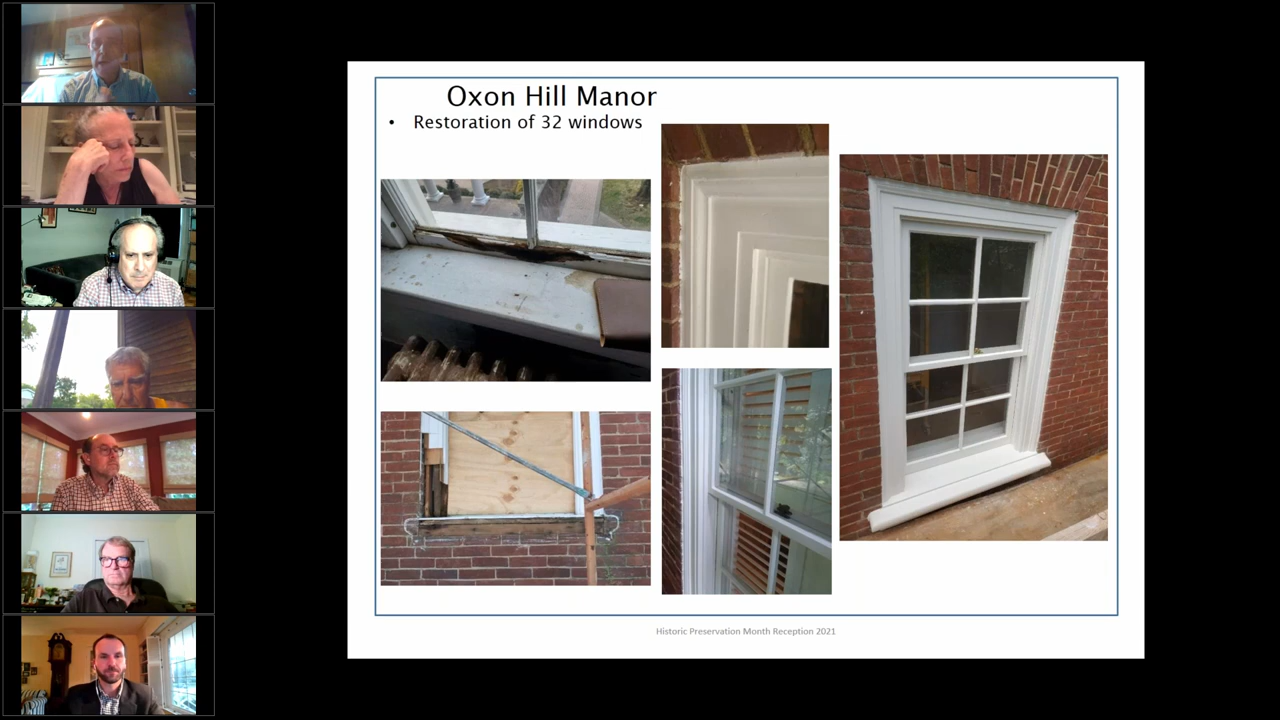 Oxon Hill Manor
• Restoration of 32 windows
Historic Preservation Month Reception 2021